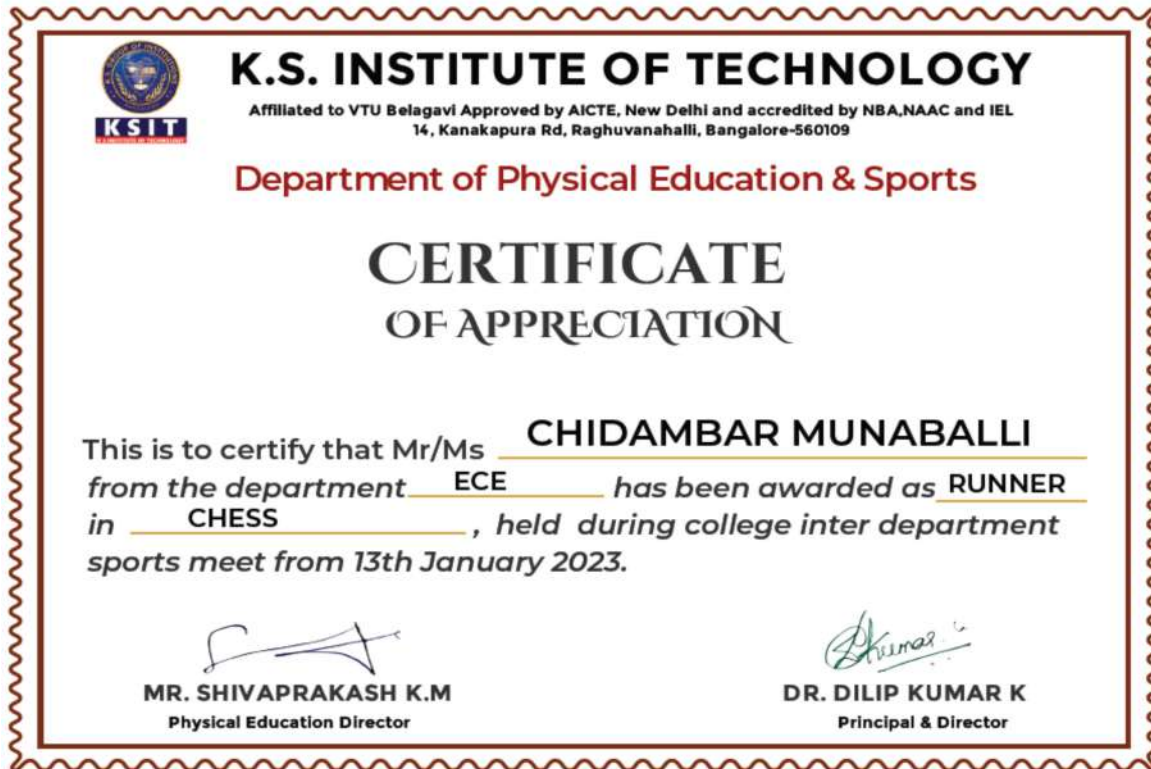 K.S. INSTITUTE OF TECHNOLOGY
Affiliated to VTU Belagavi Approved by AICTE, New Delhi and accredited by NBA,NAAC and IEL
14, Kanakapura Rd, Raghuvanahalli, Bangalore-560109
KSIT
Department of Physical Education & Sports
CERTIFICATE
OF APPRECIATION
This is to certify that Mr/Ms CHIDAMBAR MUNABALLI
from the department ECE has been awarded as RUNNER
in CHESS , held during college inter department
sports meet from 13th January 2023.
MR. SHIVAPRAKASH K.M
Physical Education Director
DR. DILIP KUMAR K
Principal & Director